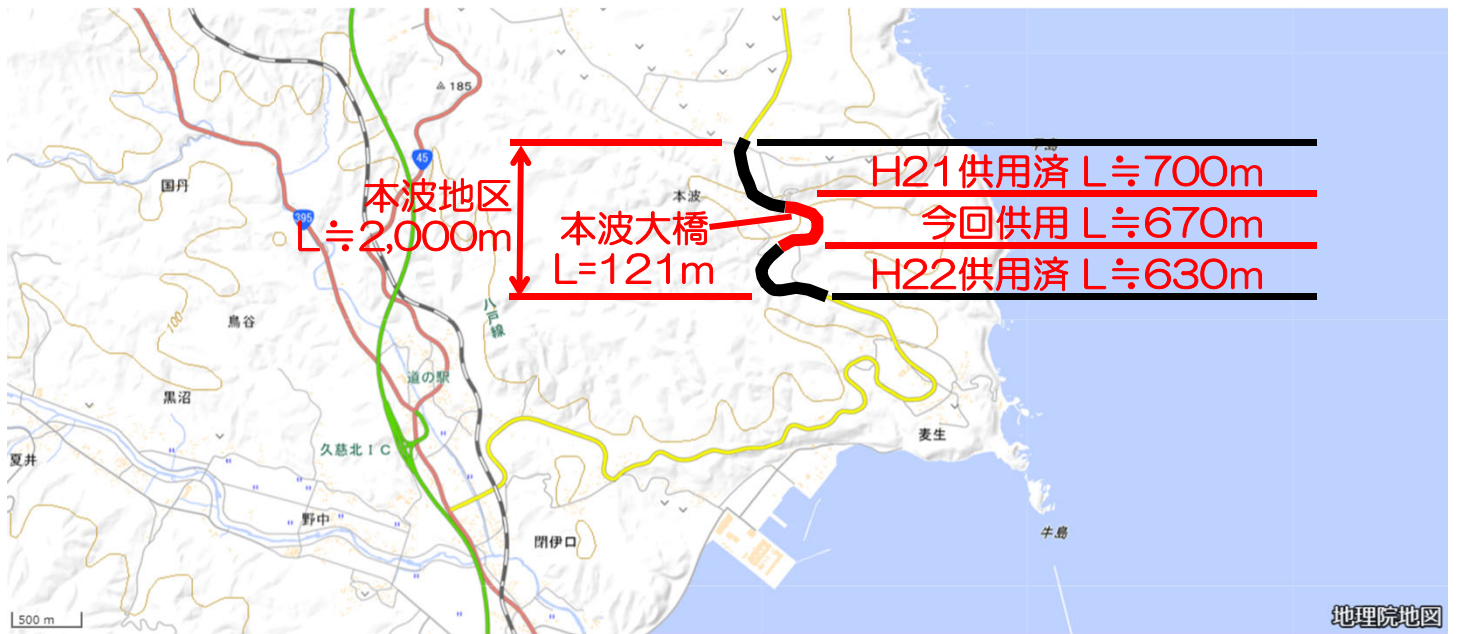 185
平島
45
H21供用済 L≒700m
国丹
本波地区
本波
395
L≒2,000m
本波大橋
今回供用 L≒670m
L=121m
H22供用済 L≒630m
八戸線
100
鳥谷
道の駅
黒沼
麦生
久慈北IC
夏井
野中
閉伊口
牛島
500 m
地理院地図